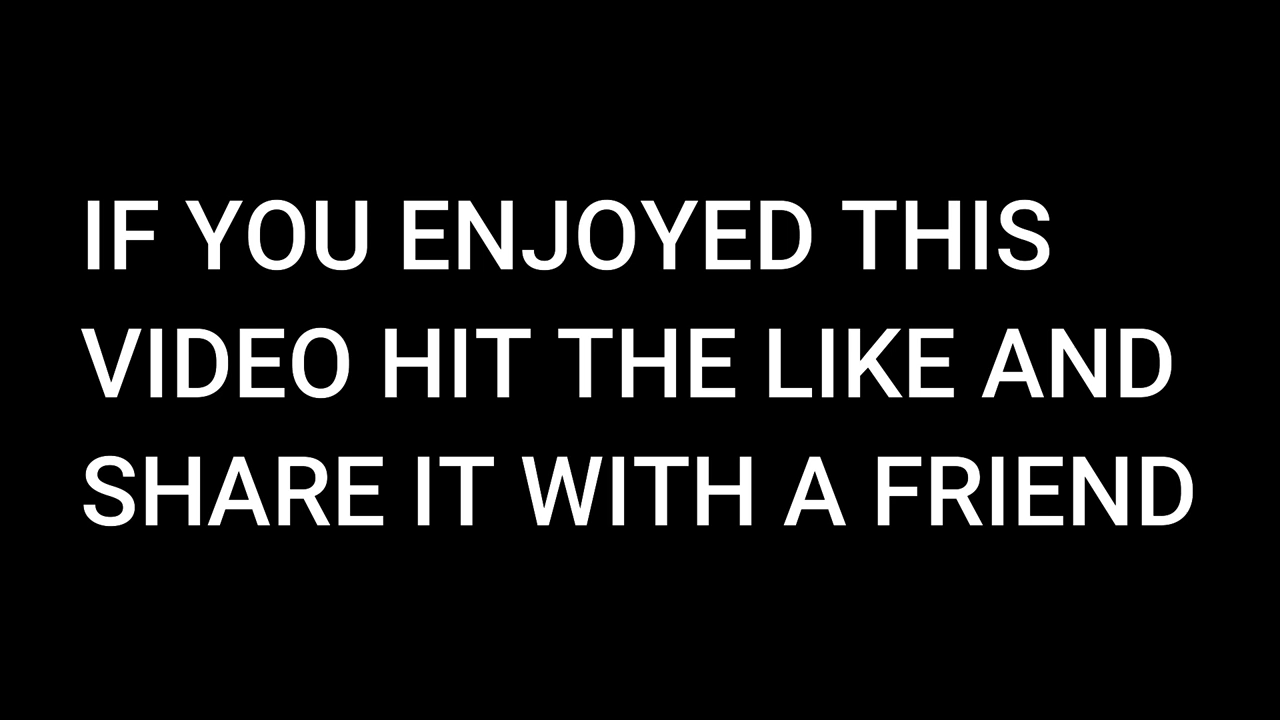 IF YOU ENJOYED THIS
VIDEO HIT THE LIKE AND
SHARE IT WITH A FRIEND